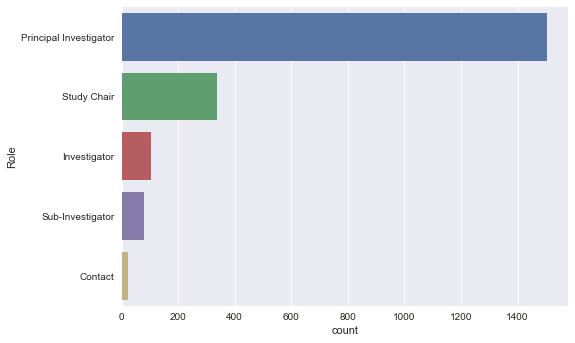 Principal Investigator
Study Chair
Role
Investigator
Sub-Investigator
Contact
0 200 400 600 800 1000 1200 1400
count